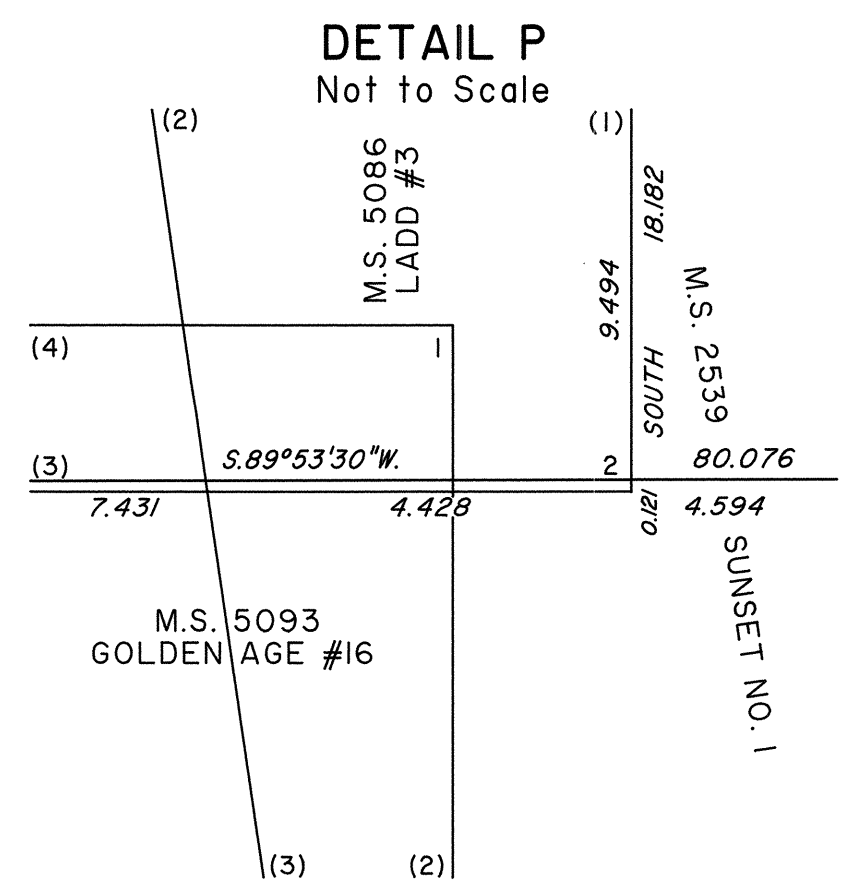 DETAIL P
Not to Scale
(2)
(1)
M.S. 5086
LADD #3
18.182
9.494
SOUTH
M.S. 2539
(4)
1
(3)
S.89°53'30"W.
2
80.076
7.431
4.428
0.121
4.594
SUNSET NO. 1
M.S. 5093
GOLDEN AGE #16
(3)
(2)